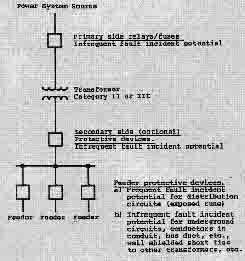 Power System Source
Primary side relays/fuses
Infrequent fault incident potential
Transformer
Category II or III
Secondary side (optional)
Protective devices.
Infrequent fault incident potential
Feeder protective devices.
a) Frequent fault incident
potential for distribution
circuits (exposed zone)
Feeder Feeder Feeder
b) Infrequent fault incident
potential for underground
circuits, conductors in
conduit, bus duct, etc.,
well shielded short ties
to other transformers, etc.